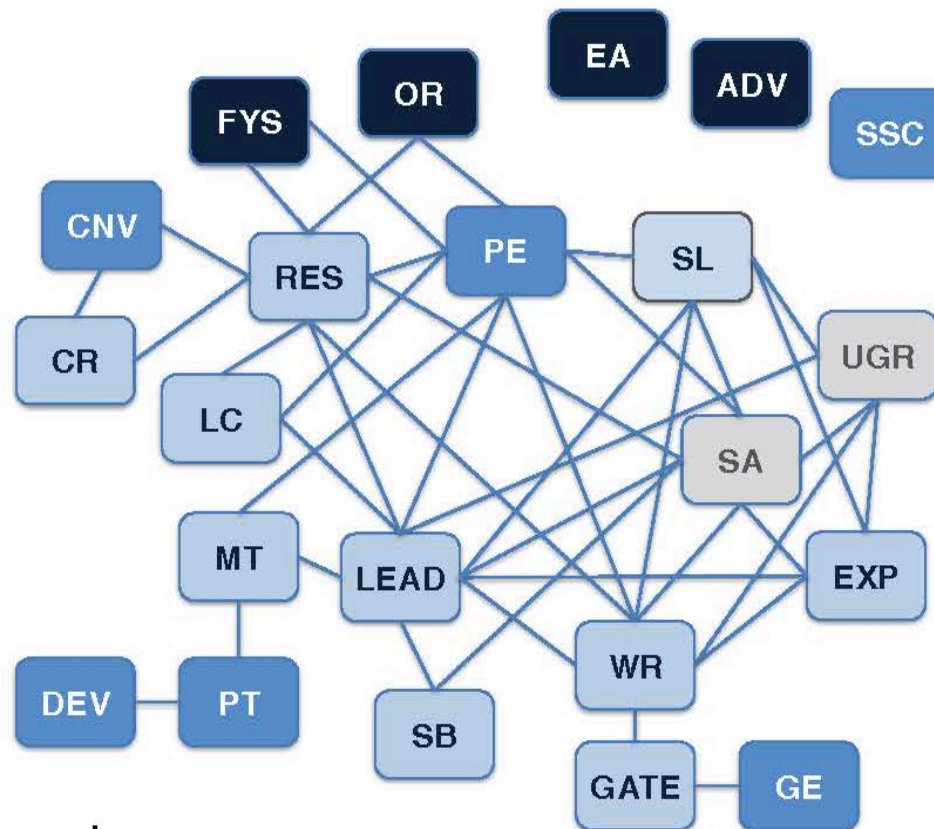 EA
OR
ADV
FYS
SSC
CNV
PE
SL
RES
CR
UGR
LC
SA
MT
LEAD
EXP
WR
DEV
PT
SB
GATE
GE